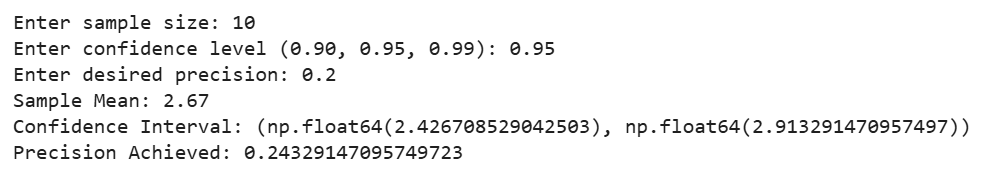 Enter sample size: 10
Enter confidence level (0.90, 0.95, 0.99): 0.95
Enter desired precision: 0.2
Sample Mean: 2.67
Confidence Interval: (np.float64(2.426708529042503), np.float64(2.913291470957497))
Precision Achieved: 0.24329147095749723